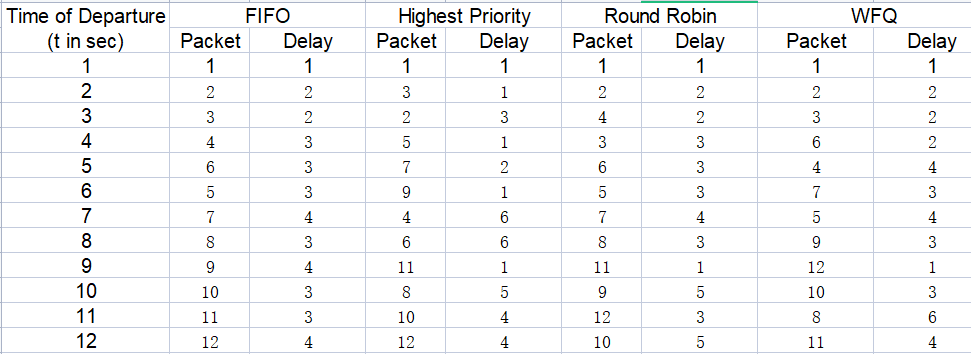 Time of Departure FIFO Highest Priority Round Robin WFQ
(t in sec) Packet Delay Packet Delay Packet Delay Packet Delay
1 1 1 1 1 1 1 1 1
2 2 2 3 1 2 2 2 2
3 3 2 2 3 4 2 3 2
4 4 3 5 1 3 3 6 2
5 6 3 7 2 6 3 4 4
6 5 3 9 1 5 3 7 3
7 7 4 4 6 7 4 5 4
8 8 3 6 6 8 3 9 3
9 9 4 11 1 11 1 12 1
10 10 3 8 5 9 5 10 3
11 11 3 10 4 12 3 8 6
12 12 4 12 4 10 5 11 4